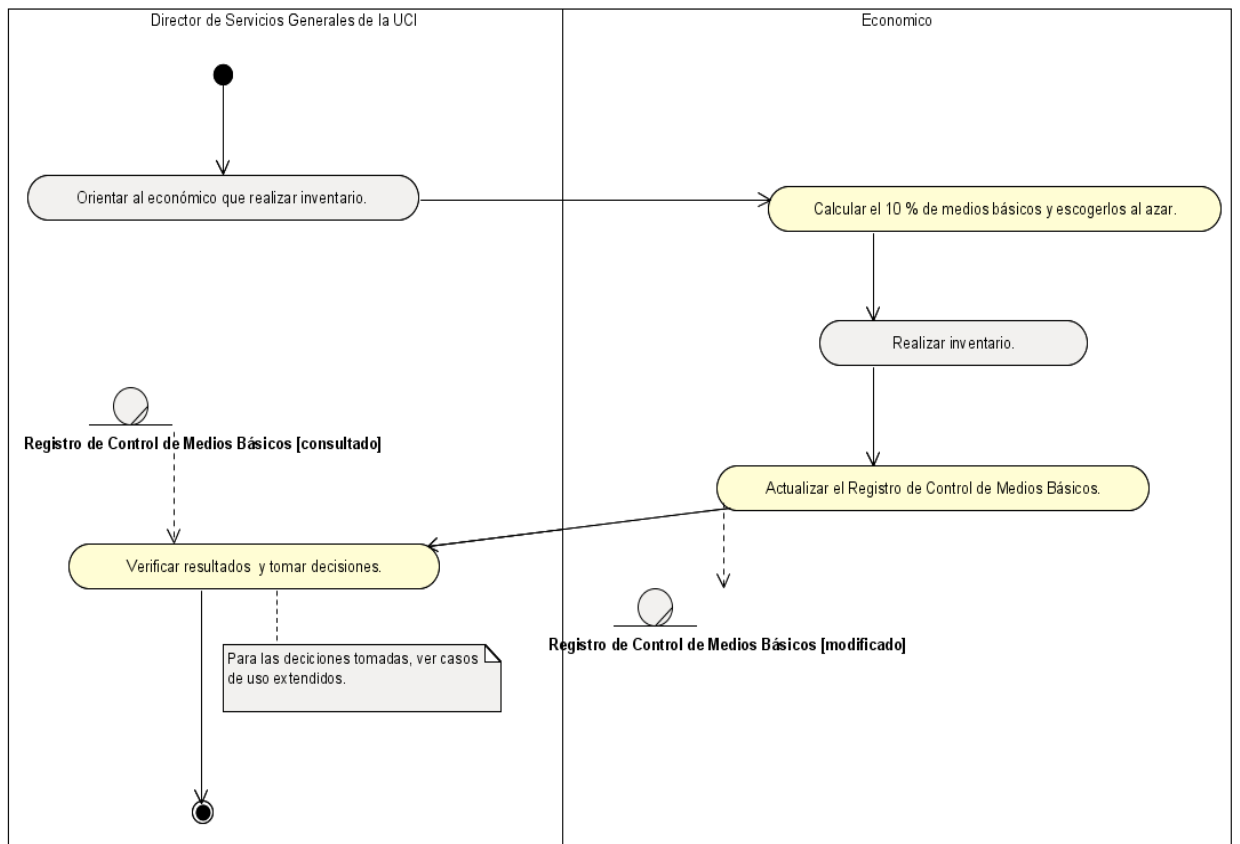 Director de Servicios Generales de la UCI
Economico
Orientar al económico que realizar inventario.
Calcular el 10 % de medios básicos y escogerlos al azar.
Realizar inventario.
Registro de Control de Medios Básicos [consultado]
Actualizar el Registro de Control de Medios Básicos.
Verificar resultados y tomar decisiones.
Registro de Control de Medios Básicos [modificado]
Para las deciciones tomadas, ver casos
de uso extendidos.